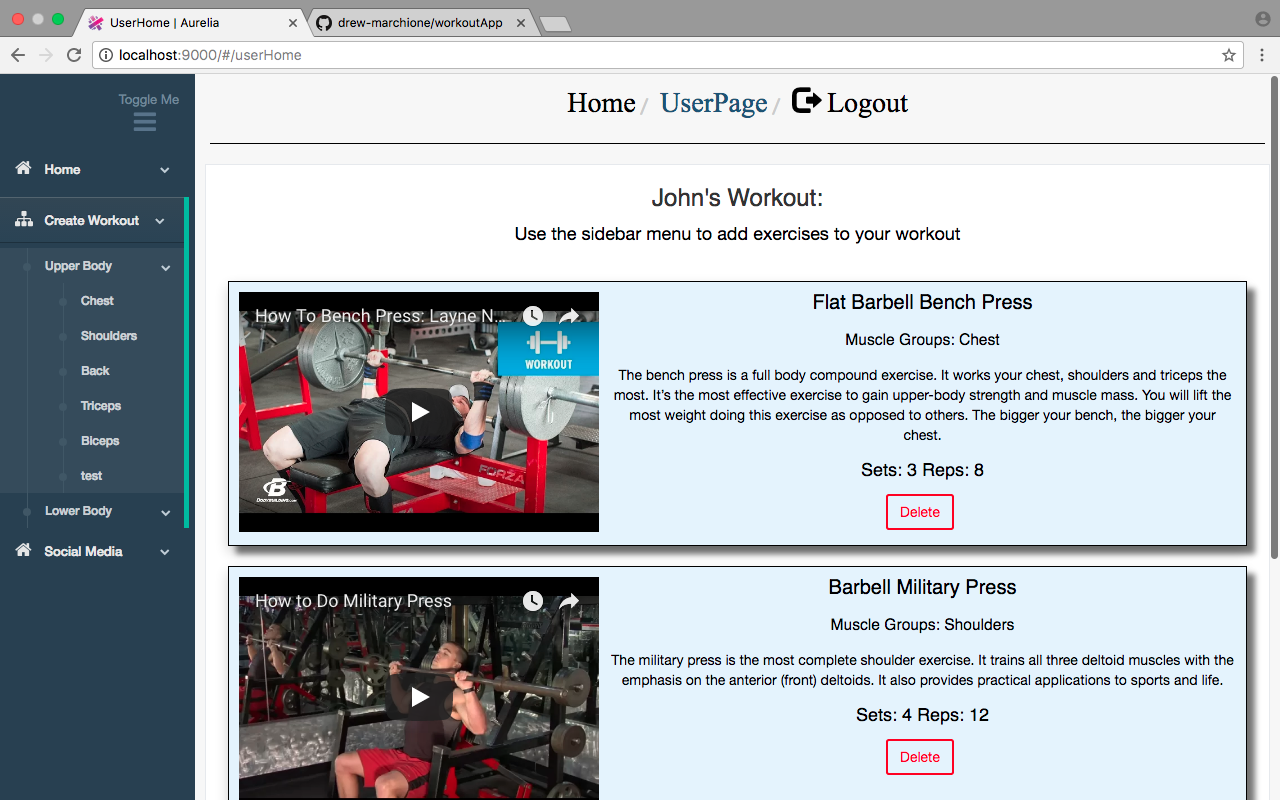 UserHome | Aurelia
drew-marchione/workoutApp
localhost:9000/#/userHome
Toggle Me
Home
Create Workout
Upper Body
Chest
Shoulders
Back
Triceps
Biceps
test
Lower Body
Social Media
Home / UserPage / Logout
John's Workout:
Use the sidebar menu to add exercises to your workout
How To Bench Press: Layne N...
WORKOUT
FORZA
BODYBUILDING.COM
Flat Barbell Bench Press
Muscle Groups: Chest
The bench press is a full body compound exercise. It works your chest, shoulders and triceps the
most. It’s the most effective exercise to gain upper-body strength and muscle mass. You will lift the
most weight doing this exercise as opposed to others. The bigger your bench, the bigger your
chest.
Sets: 3 Reps: 8
Delete
How to Do Military Press
Barbell Military Press
Muscle Groups: Shoulders
The military press is the most complete shoulder exercise. It trains all three deltoid muscles with the
emphasis on the anterior (front) deltoids. It also provides practical applications to sports and life.
Sets: 4 Reps: 12
Delete